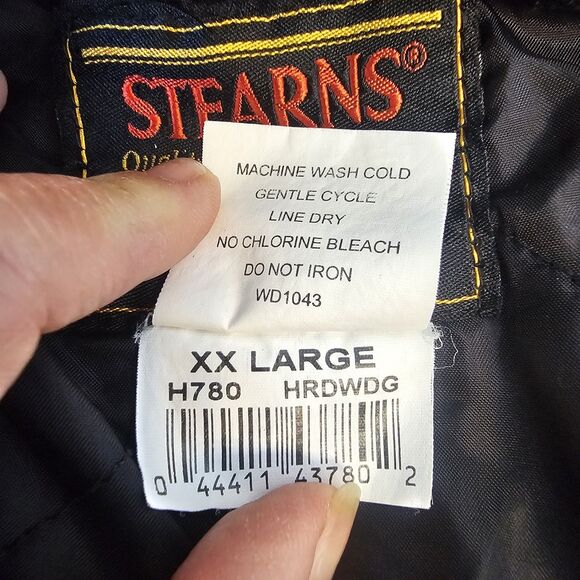 STEARNS®
MACHINE WASH COLD
GENTLE CYCLE
LINE DRY
NO CHLORINE BLEACH
DO NOT IRON
WD1043
XX LARGE
H780 HRDWDG
0 44411 43780 2